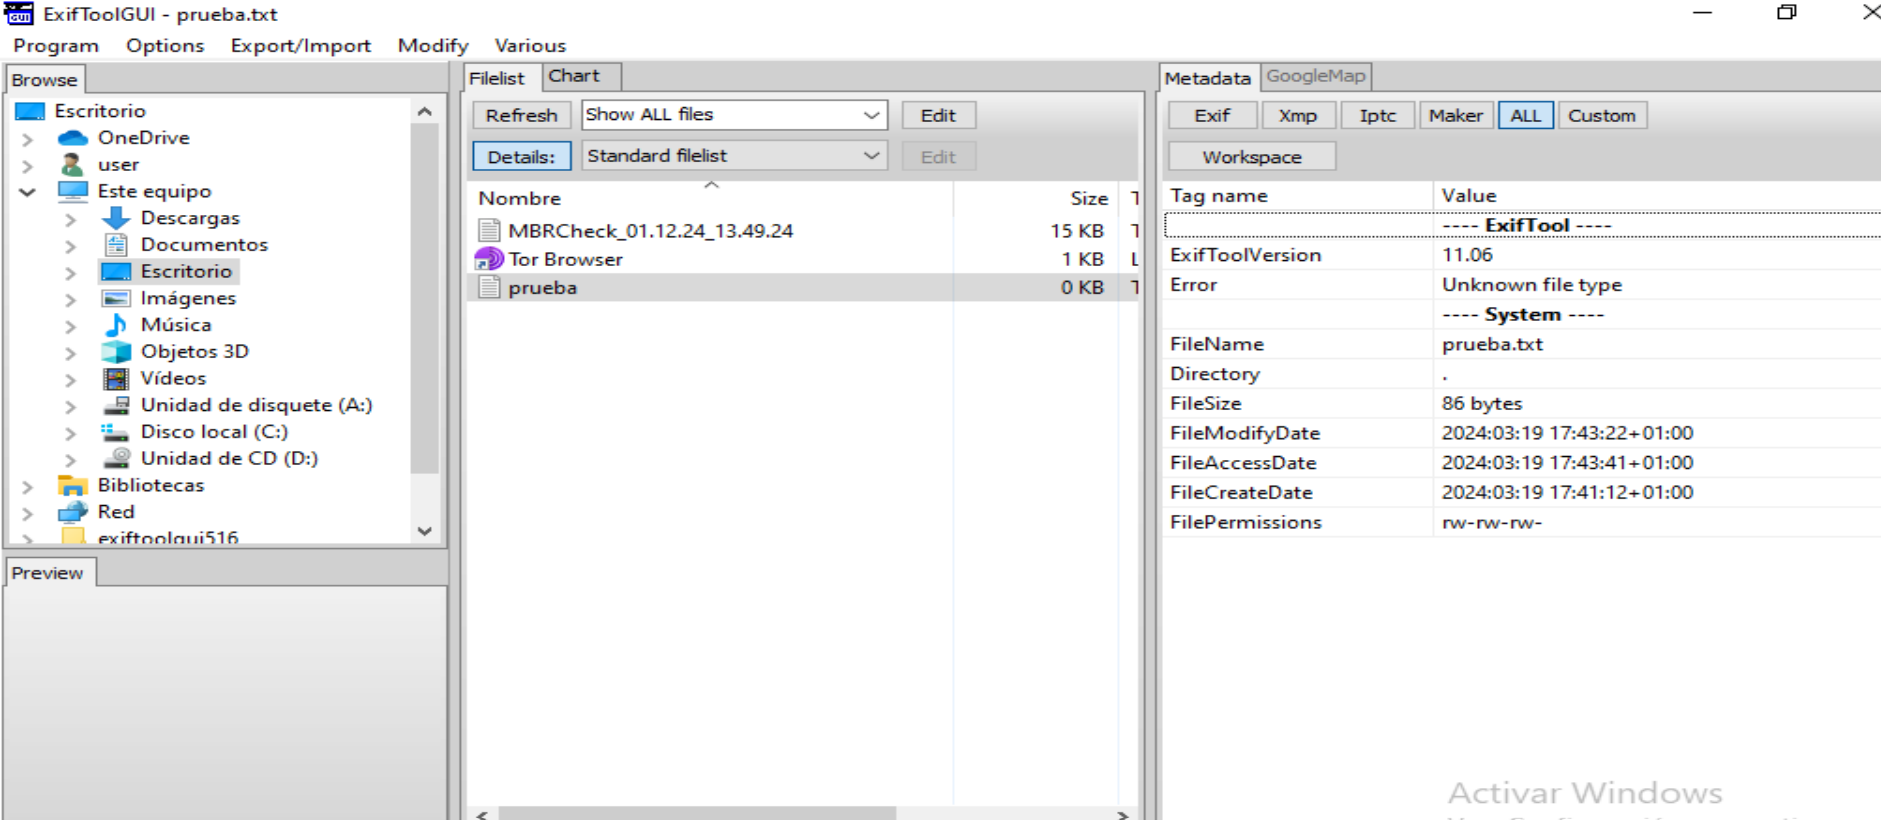 ExifToolGUI - prueba.txt
Program Options Export/Import Modify Various
Browse
Escritorio
OneDrive
user
Este equipo
Descargas
Documentos
Escritorio
Imágenes
Música
Objetos 3D
Vídeos
Unidad de disquete (A:)
Disco local (C:)
Unidad de CD (D:)
Bibliotecas
Red
exiftoolgui516
Preview
Filelist Chart
Refresh Show ALL files Edit
Details: Standard filelist Edit
Nombre Size
MBRCheck_01.12.24_13.49.24 15 KB
Tor Browser 1 KB
prueba 0 KB
Metadata GoogleMap
Exif Xmp Iptc Maker ALL Custom
Workspace
Tag name Value
---- ExifTool ----
ExifToolVersion 11.06
Error Unknown file type
---- System ----
FileName prueba.txt
Directory .
FileSize 86 bytes
FileModifyDate 2024:03:19 17:43:22+01:00
FileAccessDate 2024:03:19 17:43:41+01:00
FileCreateDate 2024:03:19 17:41:12+01:00
FilePermissions rw-rw-rw-
Activar Windows